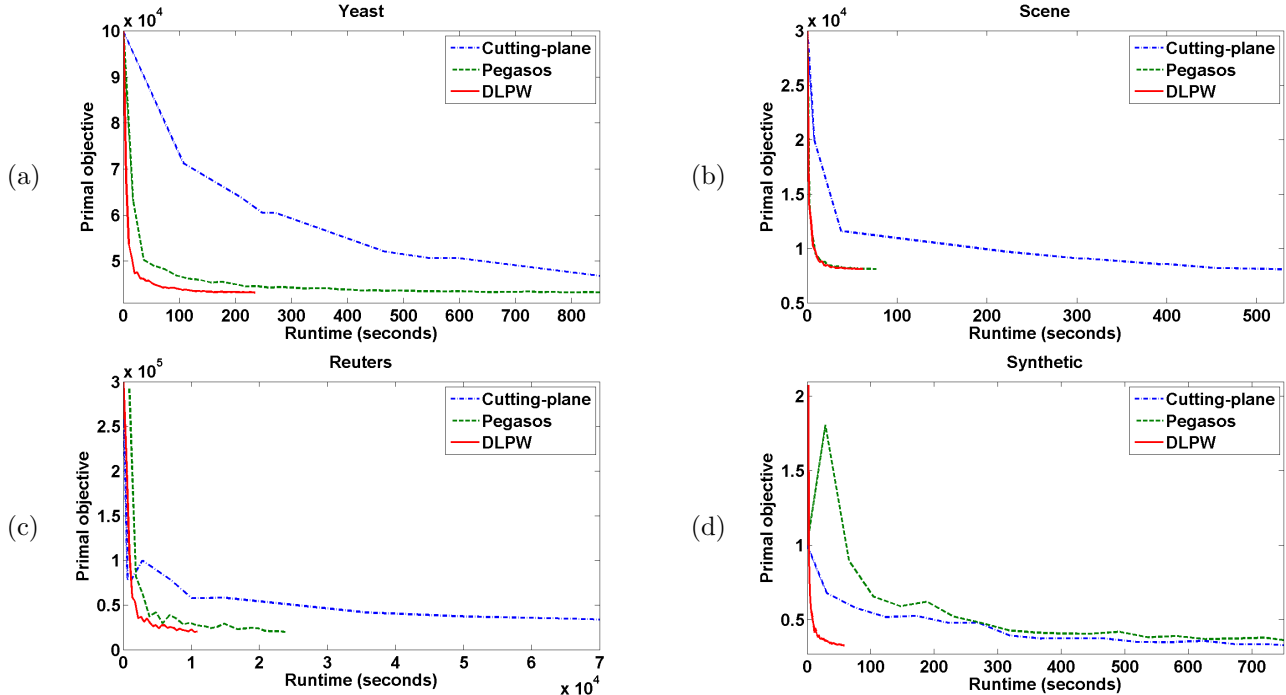 (a)
Yeast
x 10^4
Primal objective
10
9
8
7
6
5
0 100 200 300 400 500 600 700 800
Runtime (seconds)
Cutting-plane
Pegasos
DLPW
(b)
Scene
x 10^4
Primal objective
3
2.5
2
1.5
1
0.5
0 100 200 300 400 500
Runtime (seconds)
Cutting-plane
Pegasos
DLPW
(c)
Reuters
x 10^5
Primal objective
3
2.5
2
1.5
1
0.5
0
0 1 2 3 4 5 6 7
Runtime (seconds)
x 10^4
Cutting-plane
Pegasos
DLPW
(d)
Synthetic
Primal objective
2
1.5
1
0.5
0 100 200 300 400 500 600 700
Runtime (seconds)
Cutting-plane
Pegasos
DLPW